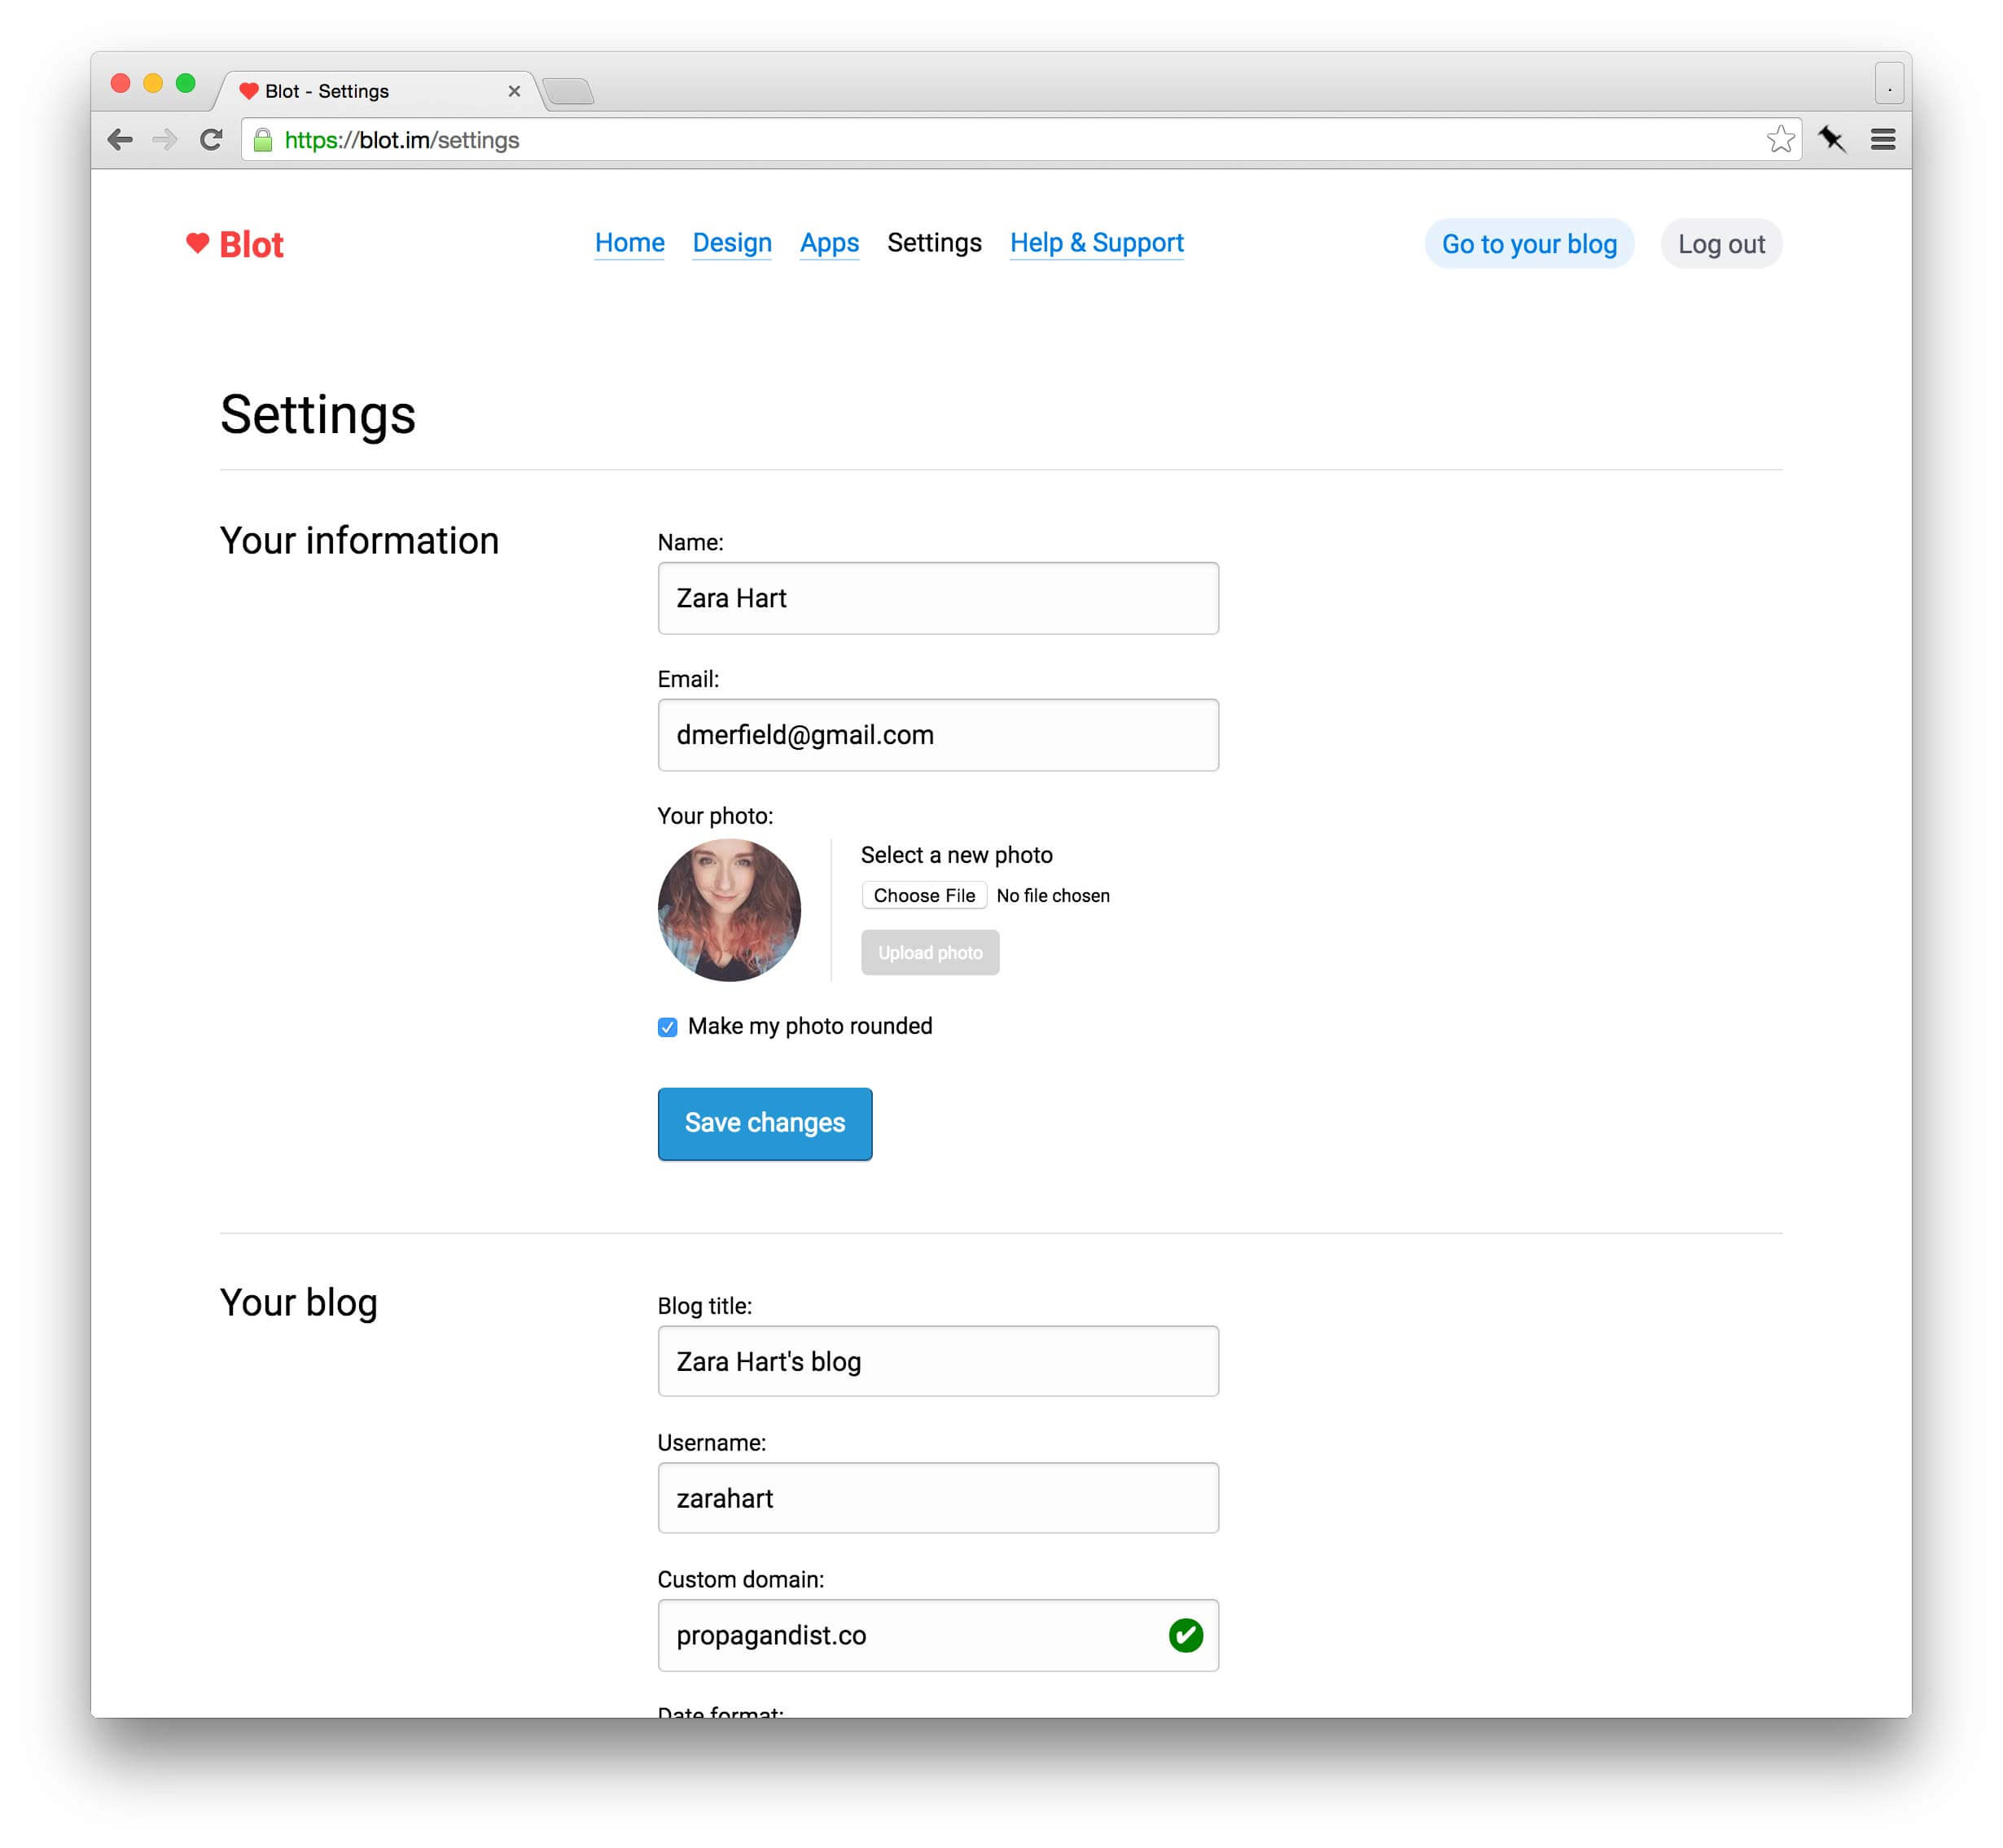 Blot - Settings
.
https://blot.im/settings
Blot
Home Design Apps Settings Help & Support
Go to your blog Log out
Settings
Your information
Name:
Zara Hart
Email:
dmerfield@gmail.com
Your photo:
Select a new photo
Choose File No file chosen
Upload photo
Make my photo rounded
Save changes
Your blog
Blog title:
Zara Hart's blog
Username:
zarahart
Custom domain:
propagandist.co
Date format: